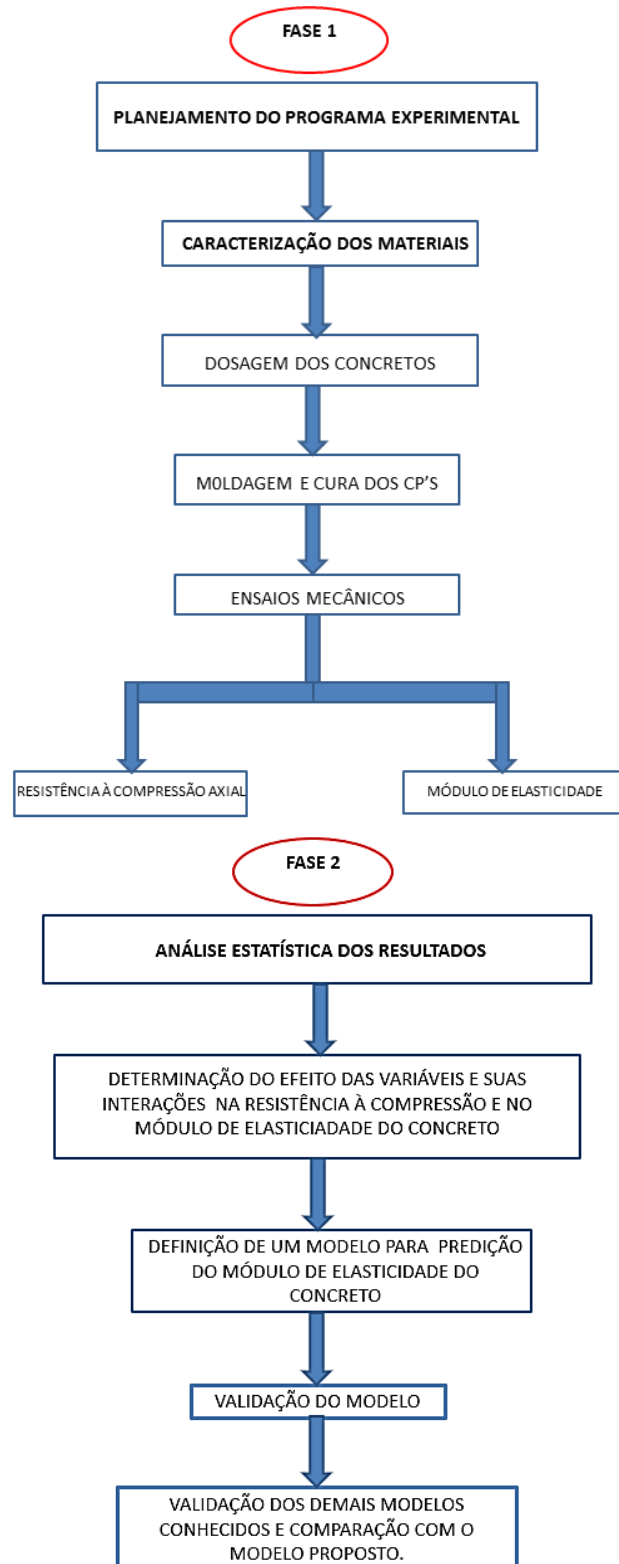 FASE 1
PLANEJAMENTO DO PROGRAMA EXPERIMENTAL
CARACTERIZAÇÃO DOS MATERIAIS
DOSAGEM DOS CONCRETOS
M0LDAGEM E CURA DOS CP'S
ENSAIOS MECÂNICOS
RESISTÊNCIA À COMPRESSÃO AXIAL
MÓDULO DE ELASTICIDADE
FASE 2
ANÁLISE ESTATÍSTICA DOS RESULTADOS
DETERMINAÇÃO DO EFEITO DAS VARIÁVEIS E SUAS
INTERAÇÕES NA RESISTÊNCIA À COMPRESSÃO E NO
MÓDULO DE ELASTICIADADE DO CONCRETO
DEFINIÇÃO DE UM MODELO PARA PREDIÇÃO
DO MÓDULO DE ELASTICIDADE DO
CONCRETO
VALIDAÇÃO DO MODELO
VALIDAÇÃO DOS DEMAIS MODELOS
CONHECIDOS E COMPARAÇÃO COM O
MODELO PROPOSTO.